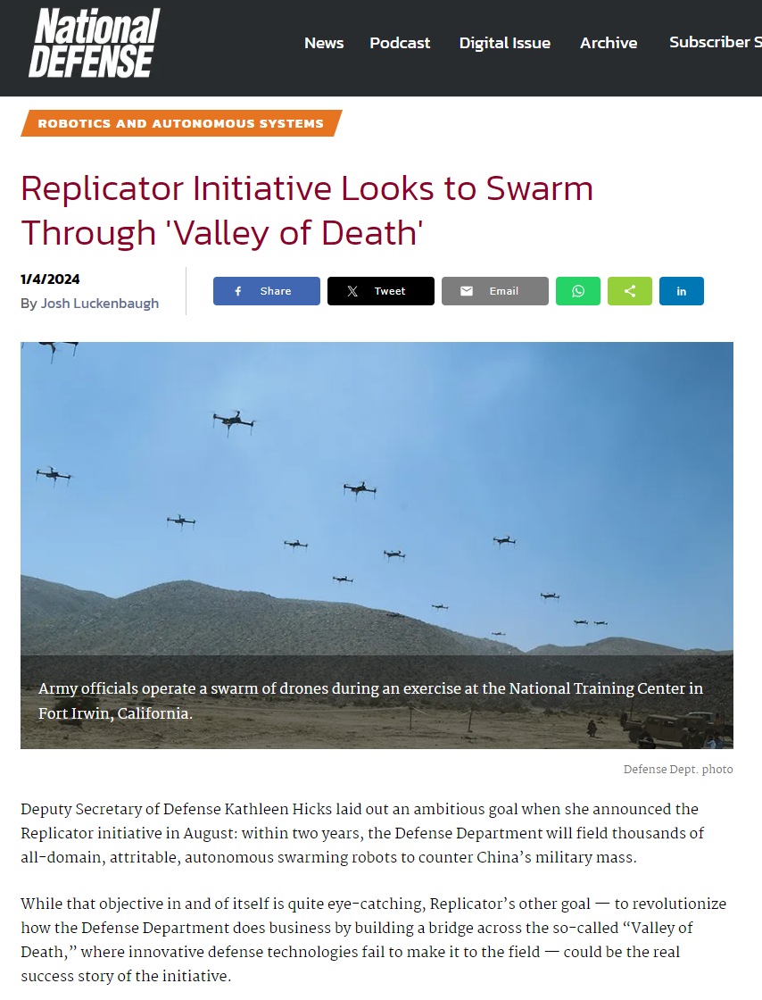 National
DEFENSE
News Podcast Digital Issue Archive Subscriber S
ROBOTICS AND AUTONOMOUS SYSTEMS
Replicator Initiative Looks to Swarm
Through 'Valley of Death'
1/4/2024
By Josh Luckenbaugh
Share Tweet Email
in
Army officials operate a swarm of drones during an exercise at the National Training Center in
Fort Irwin, California.
Defense Dept. photo
Deputy Secretary of Defense Kathleen Hicks laid out an ambitious goal when she announced the
Replicator initiative in August: within two years, the Defense Department will field thousands of
all-domain, attritable, autonomous swarming robots to counter China’s military mass.
While that objective in and of itself is quite eye-catching, Replicator’s other goal — to revolutionize
how the Defense Department does business by building a bridge across the so-called “Valley of
Death,” where innovative defense technologies fail to make it to the field — could be the real
success story of the initiative.